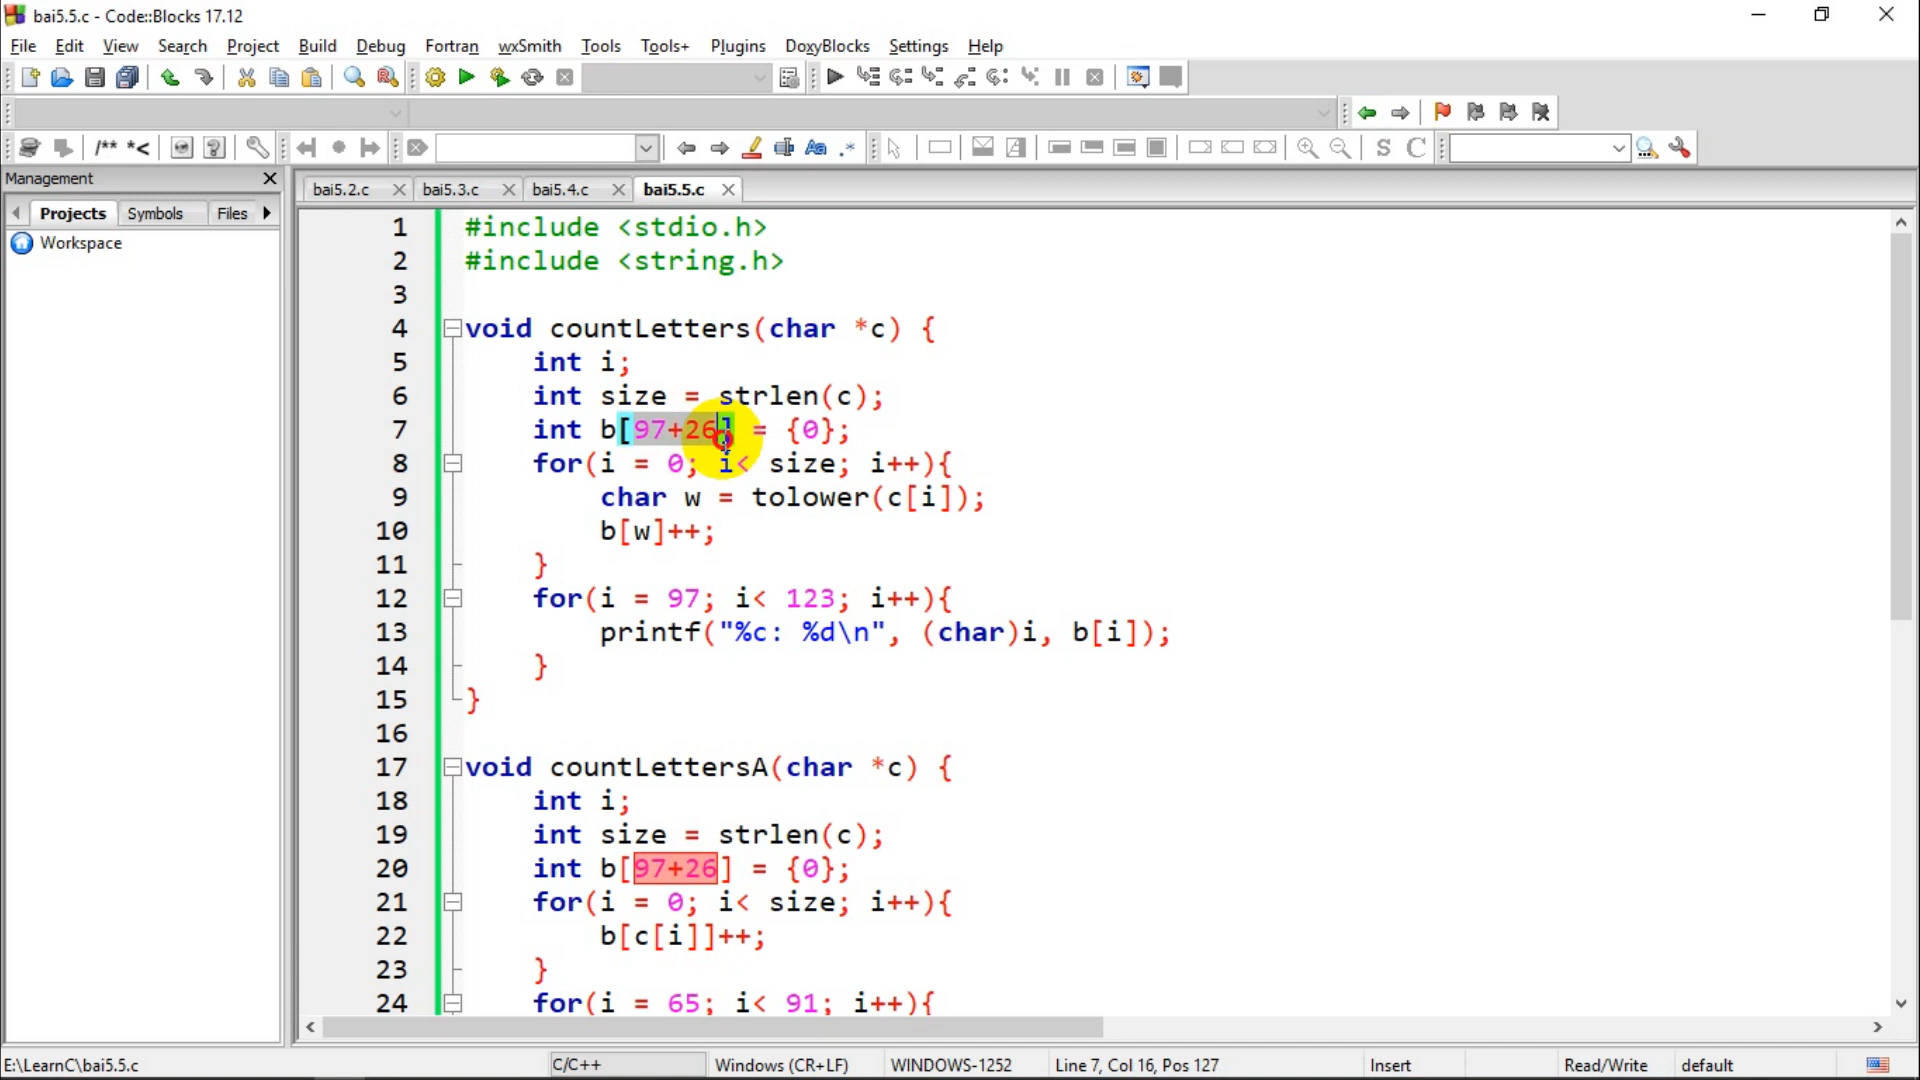 bai5.5.c - Code::Blocks 17.12
File Edit View Search Project Build Debug Fortran wxSmith Tools Tools+ Plugins DoxyBlocks Settings Help
/** *<
S C
Management
Projects Symbols Files
Workspace
bai5.2.c bai5.3.c bai5.4.c bai5.5.c
1 #include <stdio.h>
2 #include <string.h>
3
4 void countLetters(char *c) {
5 int i;
6 int size = strlen(c);
7 int b[97+26] = {0};
8 for(i = 0; i< size; i++){
9 char w = tolower(c[i]);
10 b[w]++;
11 }
12 for(i = 97; i< 123; i++){
13 printf("%c: %d\n", (char)i, b[i]);
14 }
15 }
16
17 void countLettersA(char *c) {
18 int i;
19 int size = strlen(c);
20 int b[97+26] = {0};
21 for(i = 0; i< size; i++){
22 b[c[i]]++;
23 }
24 for(i = 65; i< 91; i++){
E:\LearnC\bai5.5.c C/C++ Windows (CR+LF) WINDOWS-1252 Line 7, Col 16, Pos 127 Insert Read/Write default